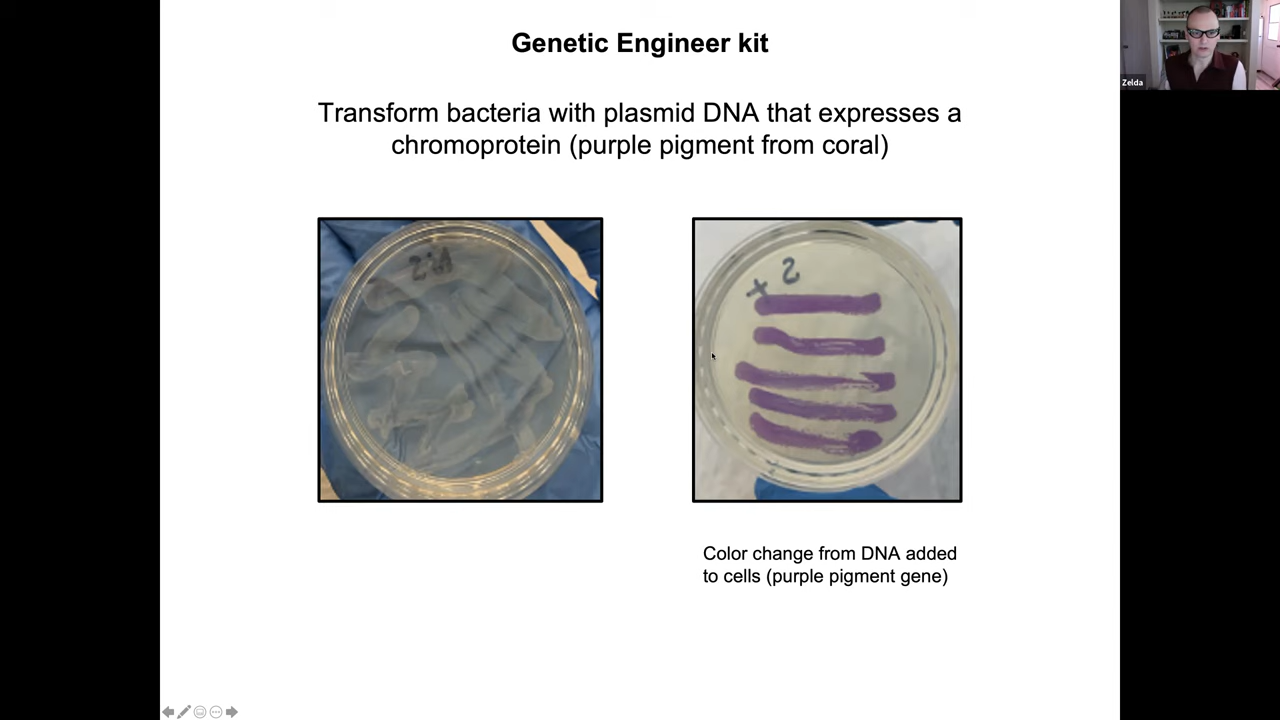 Genetic Engineer kit
Zelda
Transform bacteria with plasmid DNA that expresses a
chromoprotein (purple pigment from coral)
+ 2
Color change from DNA added
to cells (purple pigment gene)